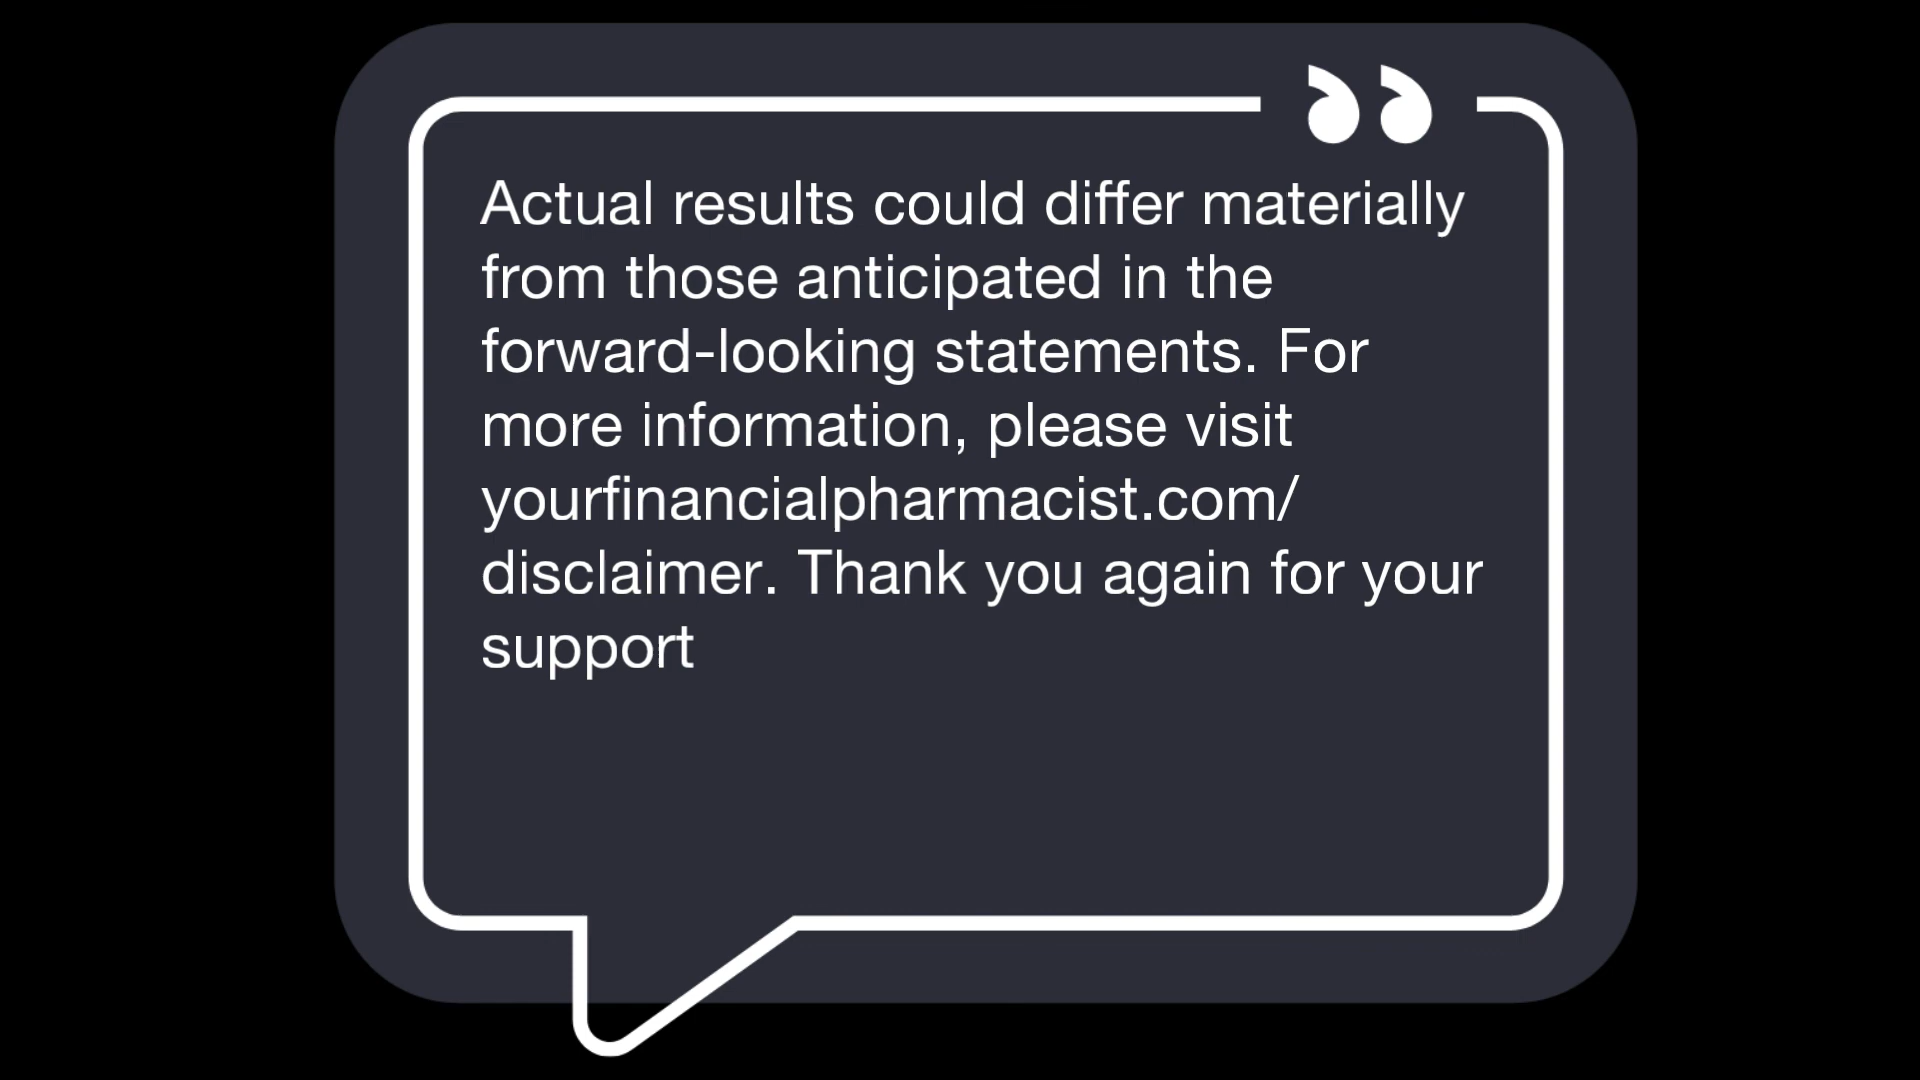 Actual results could differ materially
from those anticipated in the
forward-looking statements. For
more information, please visit
yourfinancialpharmacist.com/
disclaimer. Thank you again for your
support